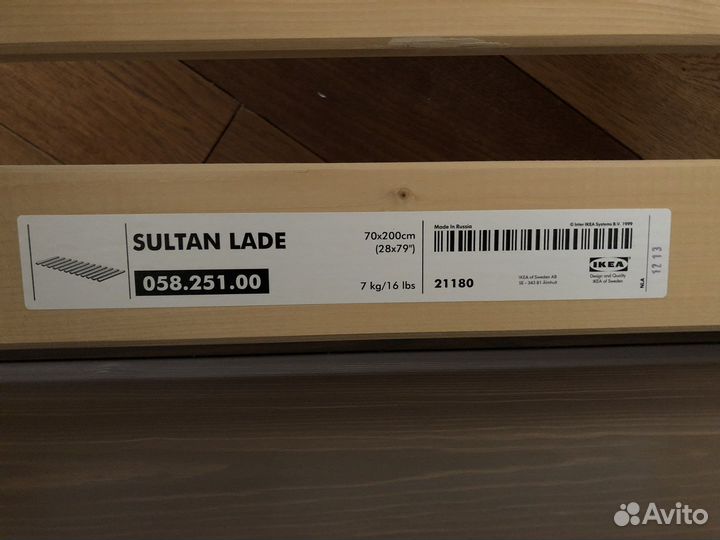 SULTAN LADE
058.251.00
70x200cm
(28x79")
7 kg/16 lbs
Made in Russia
21180
© Inter IKEA Systems B.V. 1999
IKEA of Sweden AB
SE - 343 81 Älmhult
IKEA
Design and Quality
IKEA of Sweden
NLA
1213
Avito